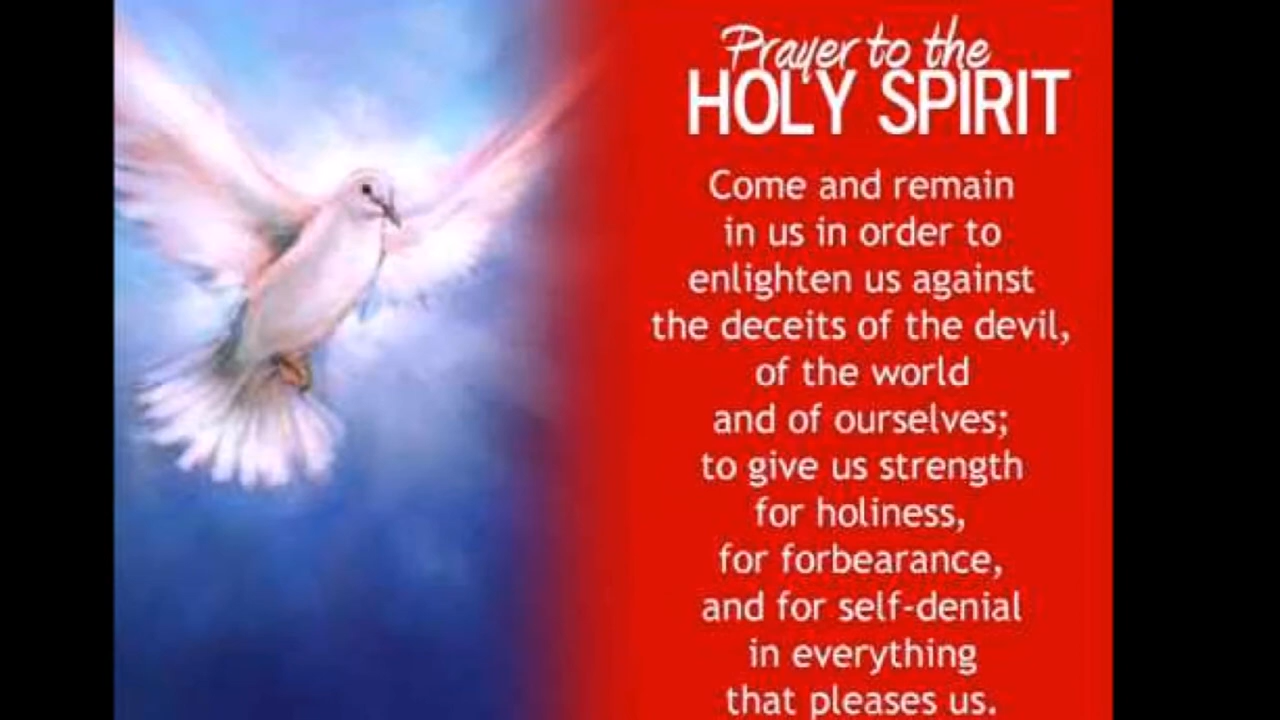 Prayer to the
HOLY SPIRIT
Come and remain
in us in order to
enlighten us against
the deceits of the devil,
of the world
and of ourselves;
to give us strength
for holiness,
for forbearance,
and for self-denial
in everything
that pleases us.